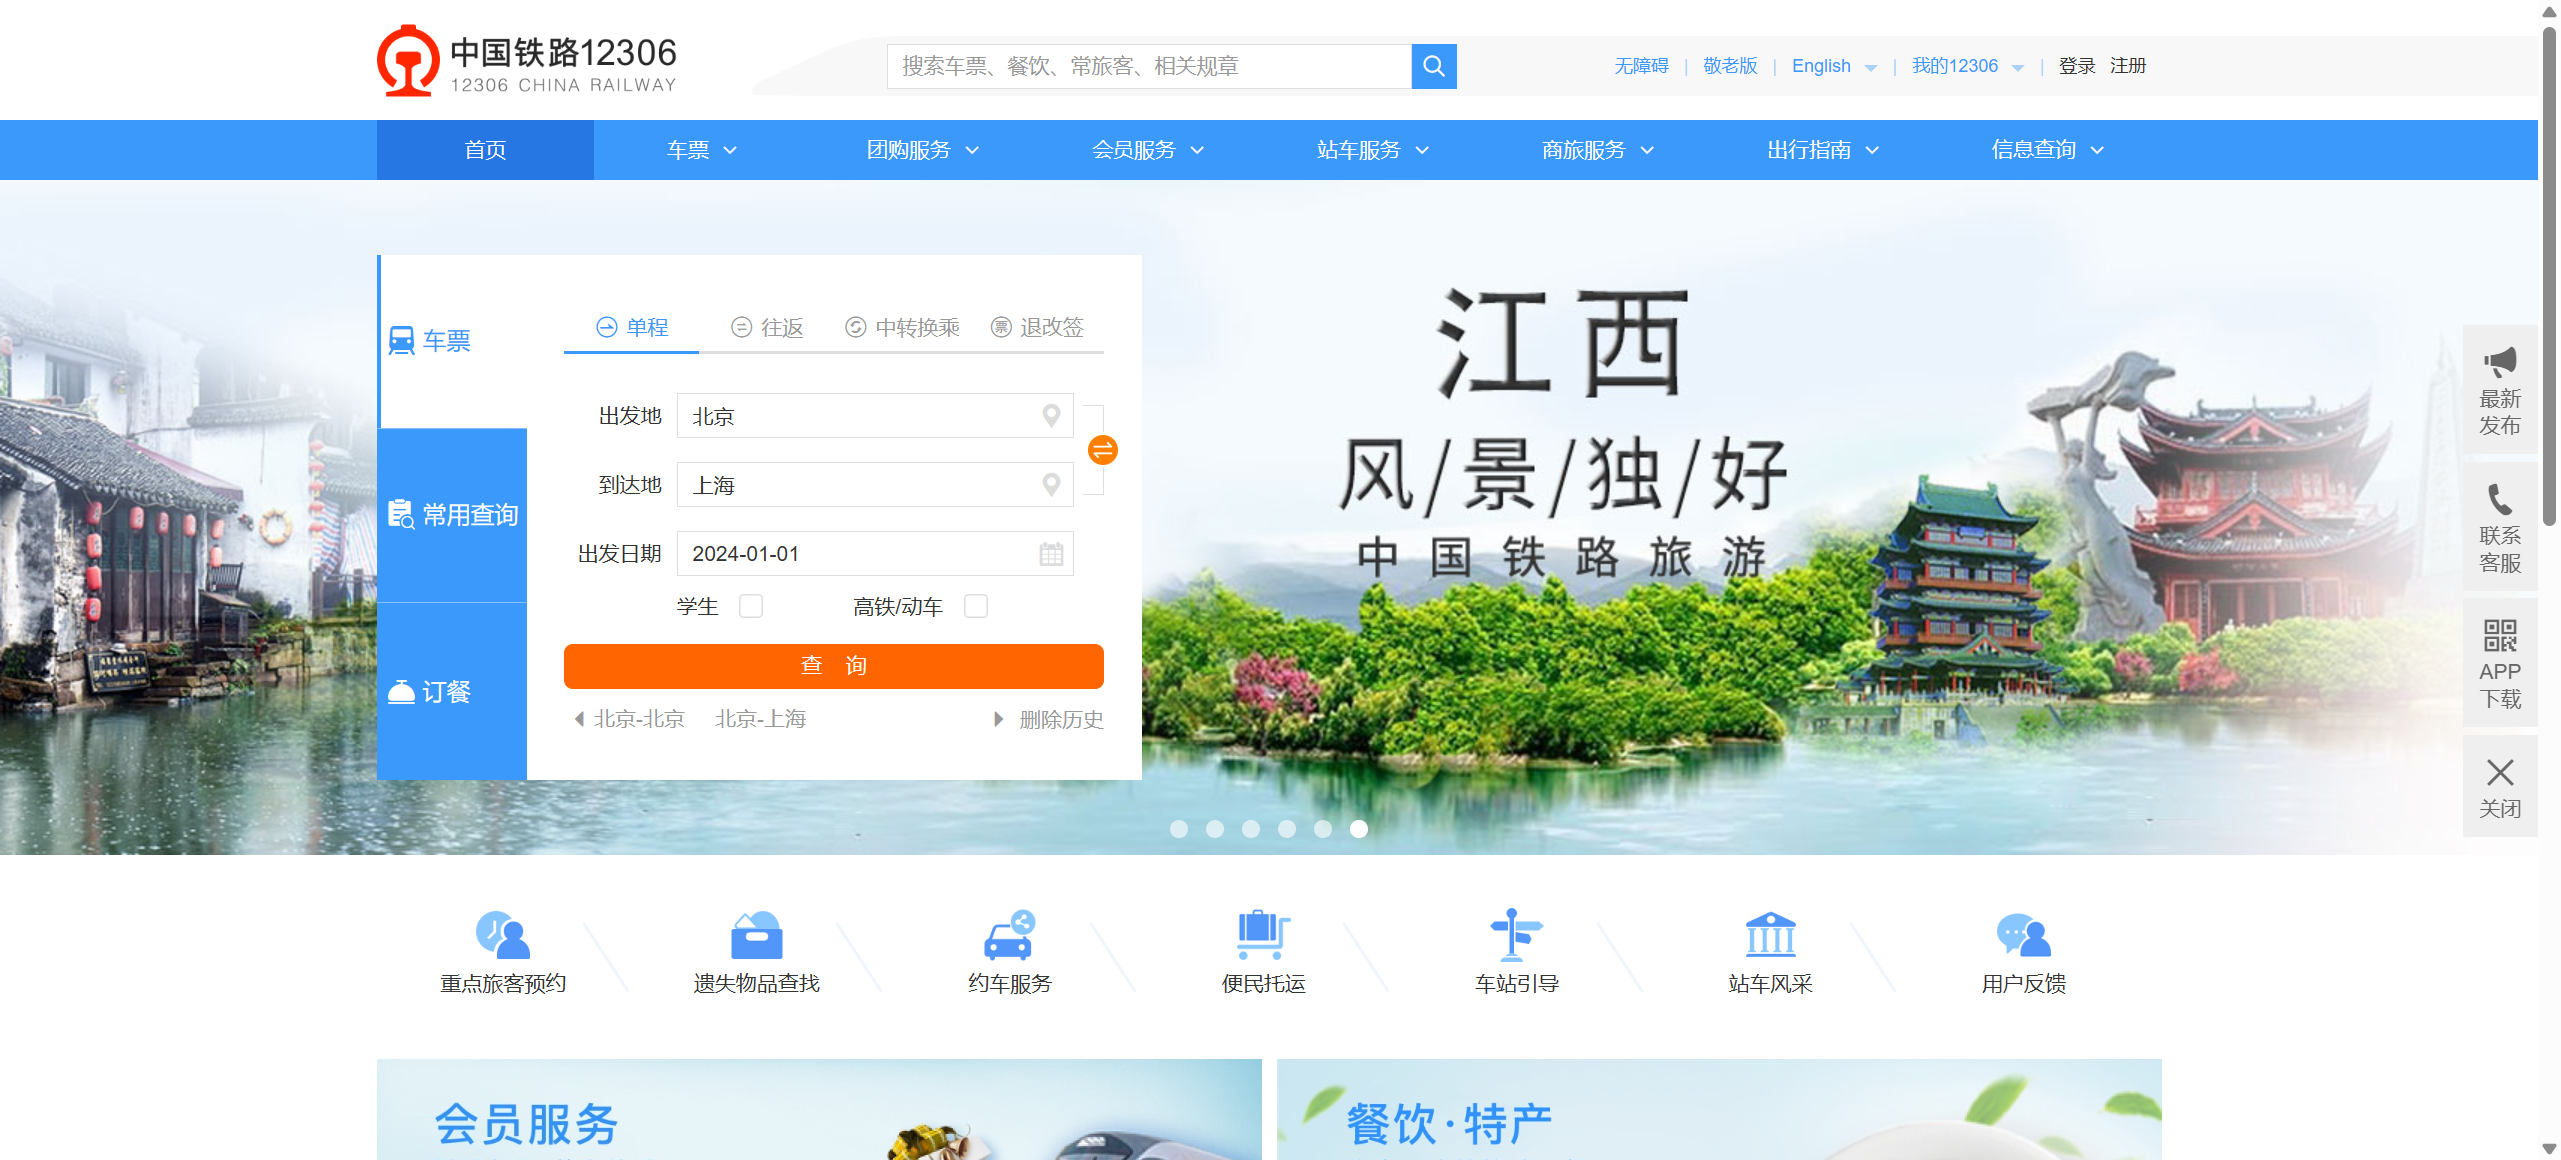 中国铁路12306
12306 CHINA RAILWAY
搜索车票、餐饮、常旅客、相关规章
无障碍 | 敬老版 | English | 我的12306 | 登录 注册
首页 车票 团购服务 会员服务 站车服务 商旅服务 出行指南 信息查询
车票
常用查询
订餐
单程 往返 中转换乘 退改签
出发地 北京
到达地 上海
出发日期 2024-01-01
学生 高铁/动车
查 询
北京-北京 北京-上海 删除历史
江西
风/景/独/好
中国铁路旅游
最新
发布
联系
客服
APP
下载
关闭
重点旅客预约 遗失物品查找 约车服务 便民托运 车站引导 站车风采 用户反馈
会员服务
餐饮·特产